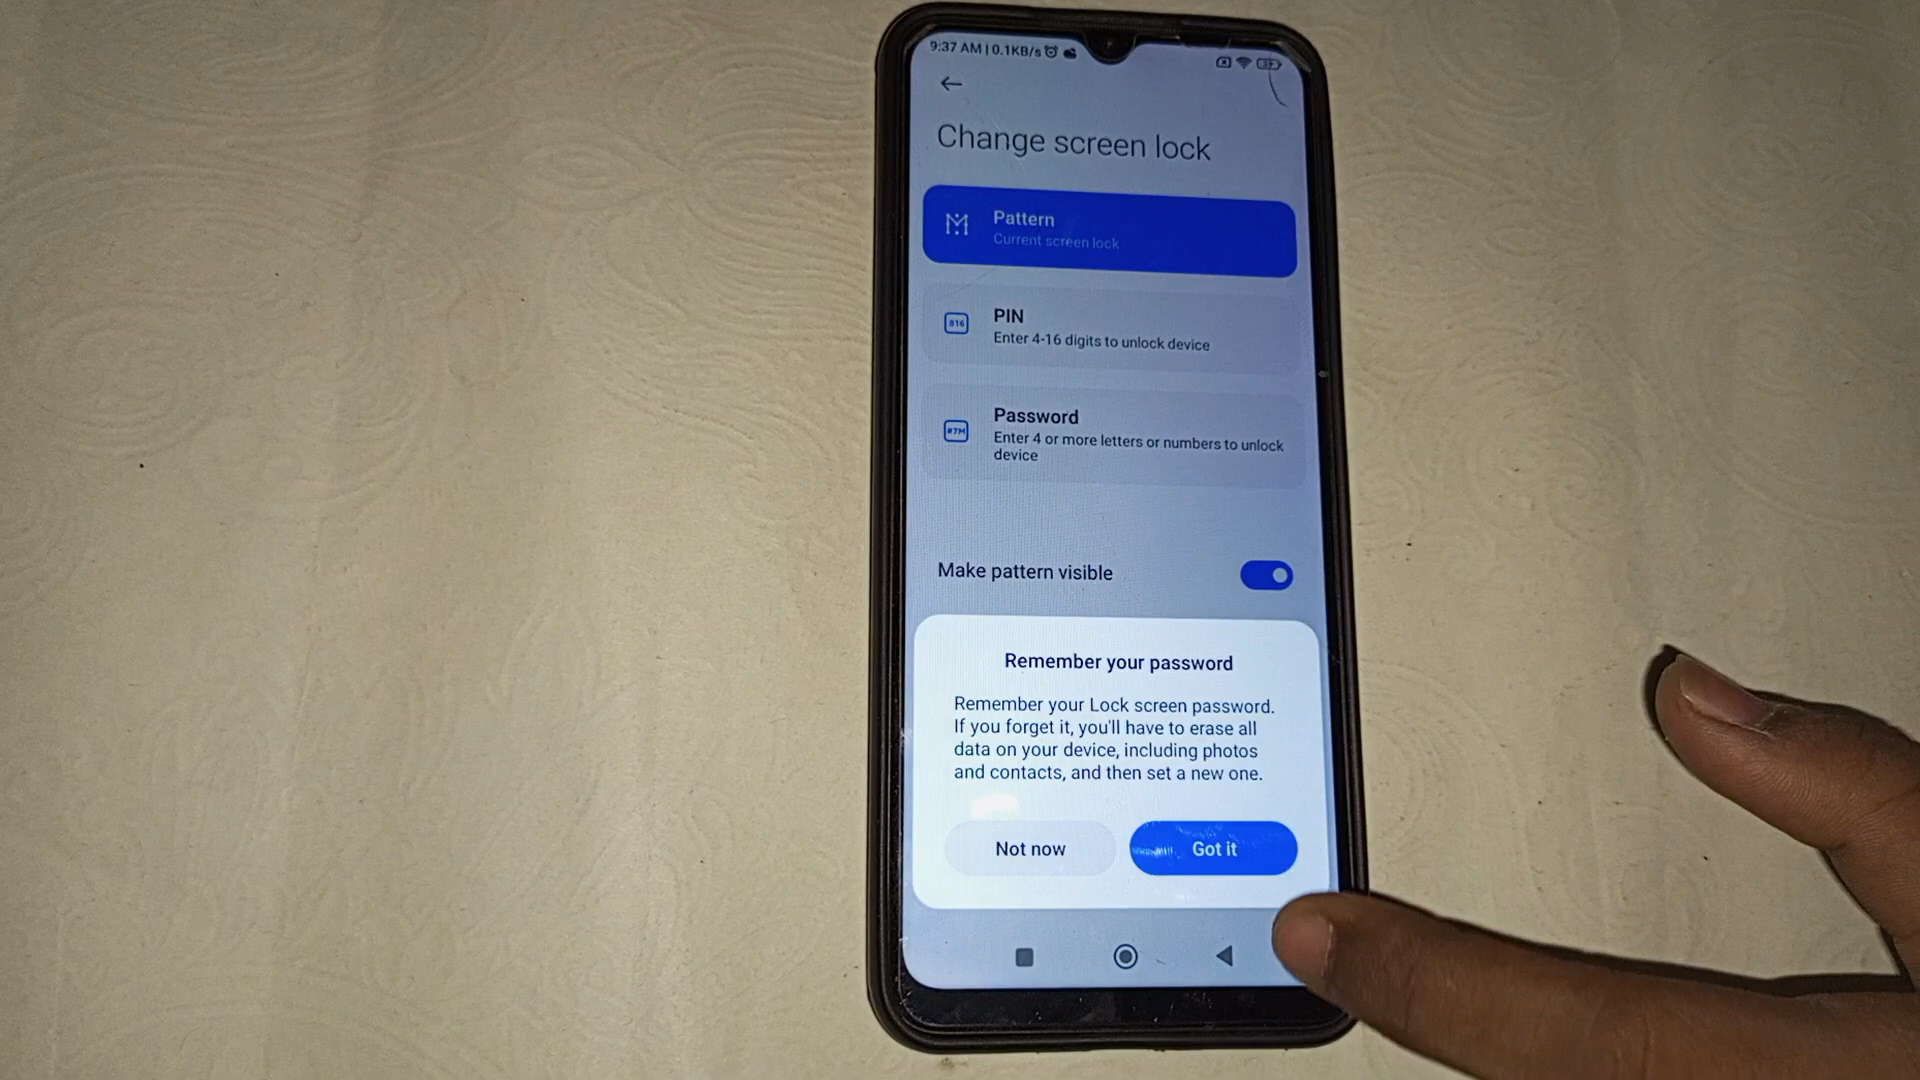 9:37 AM | 0.1KB/s
Change screen lock
Pattern
Current screen lock
PIN
Enter 4-16 digits to unlock device
Password
Enter 4 or more letters or numbers to unlock
device
Make pattern visible
Remember your password
Remember your Lock screen password.
If you forget it, you'll have to erase all
data on your device, including photos
and contacts, and then set a new one.
Not now
Got it